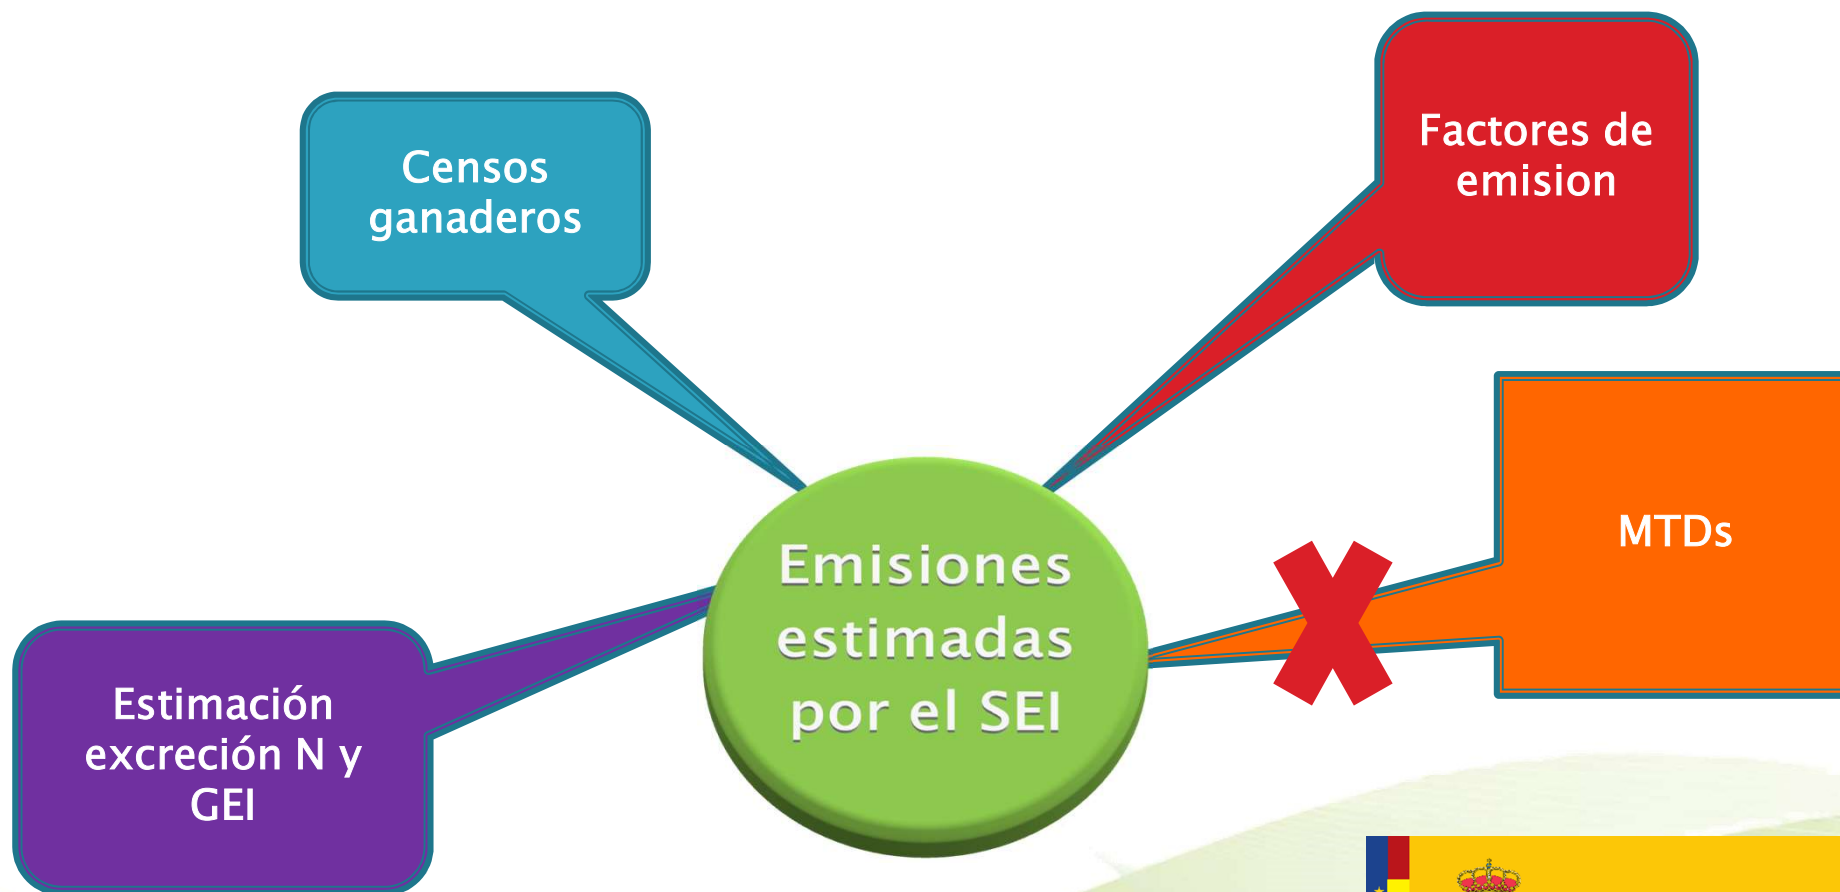 Censos
ganaderos
Factores de
emision
MTDs
Emisiones
estimadas
por el SEI
Estimación
excreción N y
GEI